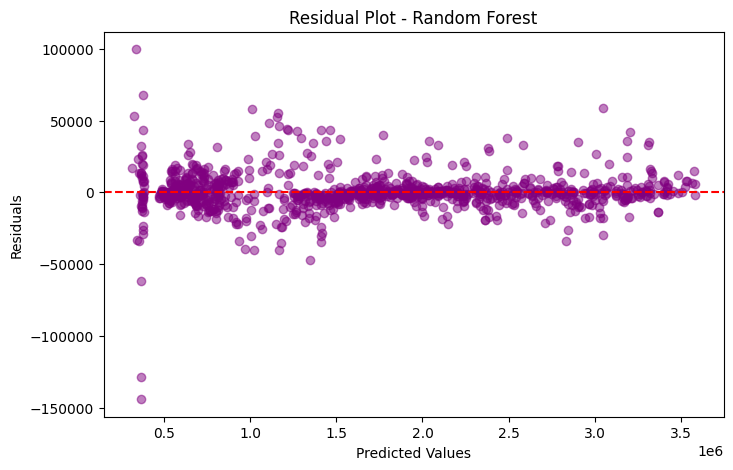 Residual Plot - Random Forest
Residuals
100000
50000
0
−50000
−100000
−150000
0.5 1.0 1.5 2.0 2.5 3.0 3.5
1e6
Predicted Values